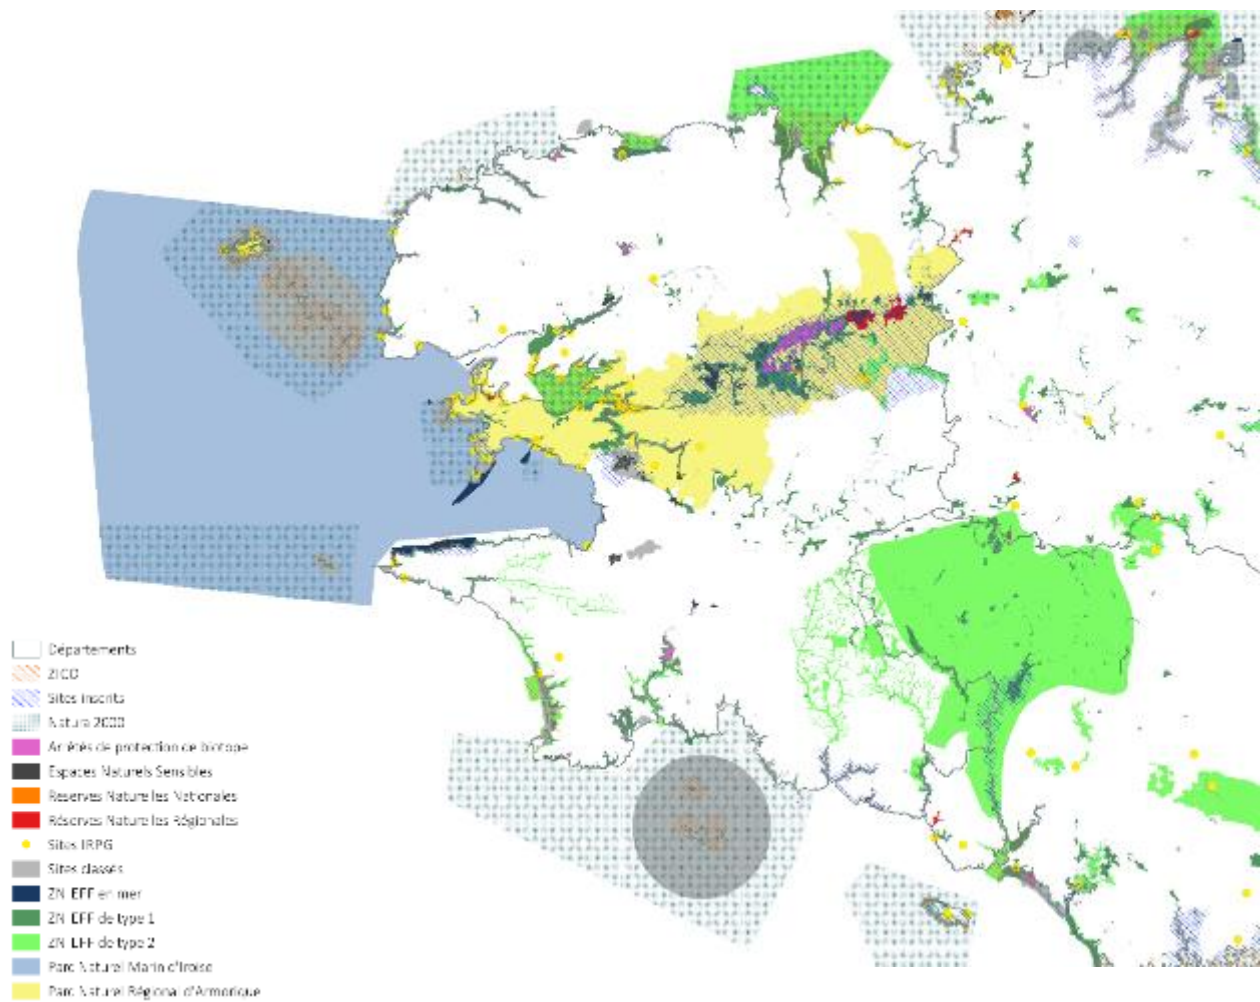 Départements
ZICO
Sites inscrits
Natura 2000
Arrêtés de protection de biotope
Espaces Naturels Sensibles
Reserves Naturelles Nationales
Réserves Naturelles Régionales
Sites IRPG
Sites classés
ZNIEFF en mer
ZNIEFF de type 1
ZNIEFF de type 2
Parc Naturel Marin d'Iroise
Parc Naturel Régional d'Armorique